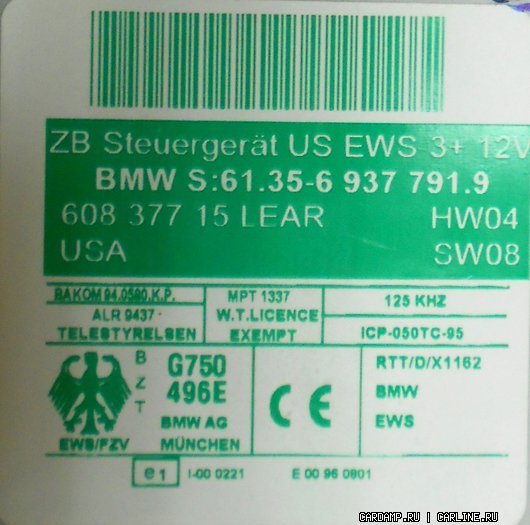 ZB Steuergerät US EWS 3+ 12V
BMW S:61.35-6 937 791.9
608 377 15 LEAR HW04
USA SW08
BAKOM 94.0580.K.P.
ALR 9437
TELESTYRELSEN
MPT 1337
W.T.LICENCE
EXEMPT
125 KHZ
ICP-050TC-95
BZT
G750
496E
BMW AG
MÜNCHEN
EWS/FZV
CE
RTT/D/X1162
BMW
EWS
e1 I-00 0221 E 00 96 0801
CARDAMP.RU | CARLINE.RU